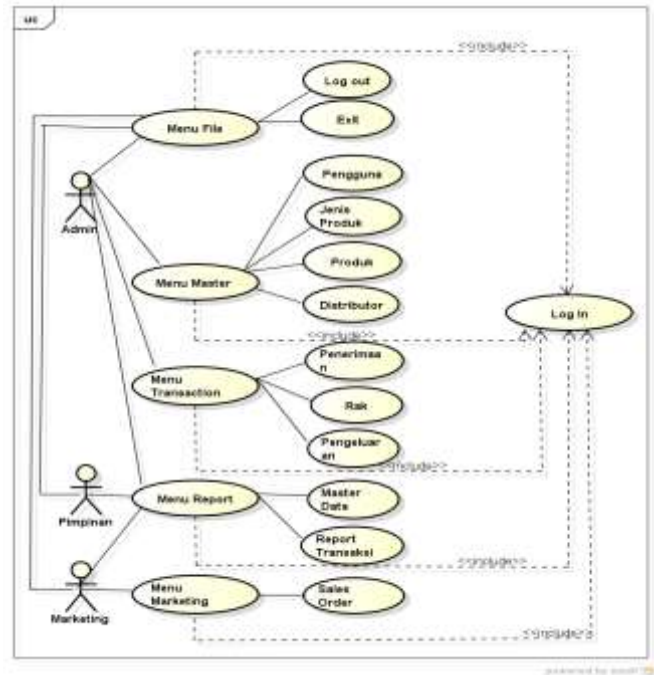 uc
<<include>>
Log out
Menu File
Exit
Pengguna
Admin
Jenis
Produk
Produk
Menu Master
Distributor
Log In
<<include>>
Penerimaa
n
Menu
Transaction
Rak
Pengeluar
an
<<include>>
Menu Report
Master
Data
Pimpinan
Report
Transaksi
<<include>>
Menu
Marketing
Sales
Order
Marketing
<<include>>
powered by